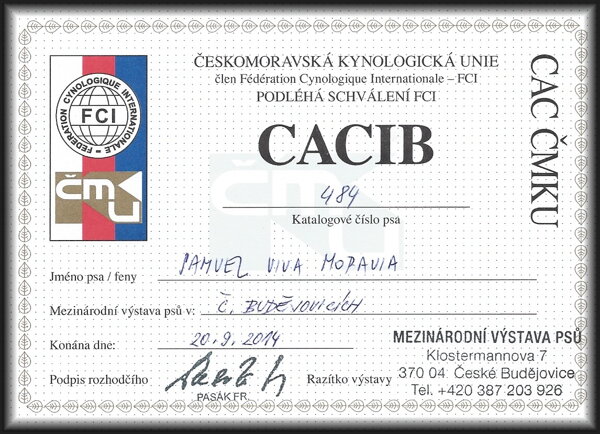 ČESKOMORAVSKÁ KYNOLOGICKÁ UNIE
člen Fédération Cynologique Internationale – FCI
PODLÉHÁ SCHVÁLENÍ FCI
CACIB
CAC ČMKU
FÉDÉRATION CYNOLOGIQUE INTERNATIONALE
FCI
ČMKU
484
Katalogové číslo psa
Jméno psa / feny SAMUEL VIVA MORAVIA
Mezinárodní výstava psů v: Č. BUDĚJOVICÍCH
Konána dne: 20.9.2014
Podpis rozhodčího
PASÁK FR.
Razítko výstavy
MEZINÁRODNÍ VÝSTAVA PSŮ
Klostermannova 7
370 04 České Budějovice
Tel. +420 387 203 926